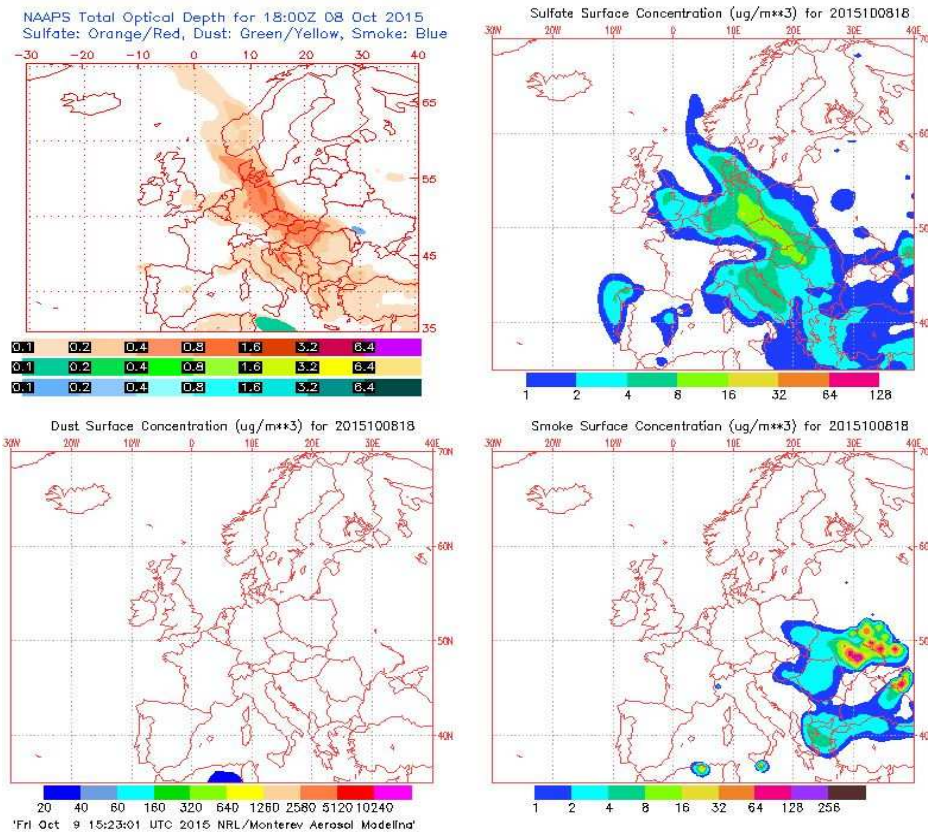 NAAPS Total Optical Depth for 18:00Z 08 Oct 2015
Sulfate: Orange/Red, Dust: Green/Yellow, Smoke: Blue
-30 -20 -10 0 10 20 30 40
65
55
45
35
0.1 0.2 0.4 0.8 1.6 3.2 6.4
0.1 0.2 0.4 0.8 1.6 3.2 6.4
0.1 0.2 0.4 0.8 1.6 3.2 6.4
Sulfate Surface Concentration (ug/m**3) for 2015100818
30W 20W 10W 0 10E 20E 30E 40E
70N
60N
50N
40N
1 2 4 8 16 32 64 128
Dust Surface Concentration (ug/m**3) for 2015100818
30W 20W 10W 0 10E 20E 30E 40E
70N
60N
50N
40N
20 40 60 160 320 640 1260 2580 5120 10240
'Fri Oct 9 15:23:01 UTC 2015 NRL/Monterey Aerosol Modeling'
Smoke Surface Concentration (ug/m**3) for 2015100818
30W 20W 10W 0 10E 20E 30E 40E
70N
60N
50N
40N
1 2 4 8 16 32 64 128 256